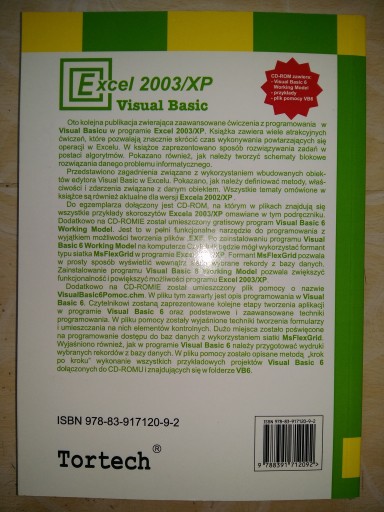 Excel 2003/XP
Visual Basic
CD-ROM zawiera:
- Visual Basic 6
Working Model
- przykłady
- plik pomocy VB6
Oto kolejna publikacja zwierająca zaawansowane ćwiczenia z programowania w
Visual Basicu w programie Excel 2003/XP. Książka zawiera wiele atrakcyjnych
ćwiczeń, które pozwalają znacznie skrócić czas wykonywania powtarzających się
operacji w Excelu. W książce zaprezentowano sposób rozwiązywania zadań w
postaci algorytmów. Pokazano również, jak należy tworzyć schematy blokowe
rozwiązania danego problemu informatycznego.
Przedstawiono zagadnienia związane z wykorzystaniem wbudowanych obiek-
tów edytora Visual Basic w Excelu. Pokazano, jak należy definiować metody, właś-
ciwości i zdarzenia związane z danym obiektem. Wszystkie tematy omówione w
książce są również aktualne dla wersji Excela 2002/XP.
Do egzemplarza dołączony jest CD-ROM, na którym w plikach znajdują się
wszystkie przykłady skoroszytów Excela 2003/XP omawiane w tym podręczniku.
Dodatkowo na CD-ROMIE został umieszczony gratisowy program Visual Basic 6
Working Model. Jest to w pełni funkcjonalne narzędzie do programowania z
wyjątkiem możliwości tworzenia plików .EXE. Po zainstalowaniu programu Visual
Basic 6 Working Model na komputerze Czytelnik będzie mógł wykorzystać formant
typu siatka MsFlexGrid w programie Excel 2003/XP. Formant MsFlexGrid pozwala
w prosty sposób wyświetlić wewnątrz siatki wybrane rekordy z bazy danych.
Zainstalowanie programu Visual Basic 6 Working Model pozwala zwiększyć
funkcjonalność i powiększyć możliwości programu Excel 2003/XP.
Dodatkowo na CD-ROMIE został umieszczony plik pomocy o nazwie
VisualBasic6Pomoc.chm. W pliku tym zawarty jest opis programowania w Visual
Basic 6. Czytelnikowi zostaną zaprezentowane kolejne etapy tworzenia aplikacji
w programie Visual Basic 6 oraz podstawowe i zaawansowane techniki
programowania. W pliku pomocy zostały wyjaśnione techniki tworzenia formularzy
i umieszczania na nich elementów kontrolnych. Dużo miejsca zostało poświęcone
na programowanie dostępu do baz danych z wykorzystaniem siatki MsFlexGrid.
Wyjaśniono również, jak w programie Visual Basic 6 należy przygotować wydruki
wybranych rekordów z bazy danych. W pliku pomocy zostało opisane metodą „krok
po kroku” wykonanie wszystkich przykładowych projektów Visual Basic 6
dołączonych do CD-ROMU i znajdujących się w folderze VB6.
ISBN 978-83-917120-9-2
Tortech ®
ISBN 978-83-917120-9-2
9 788391 712092 >